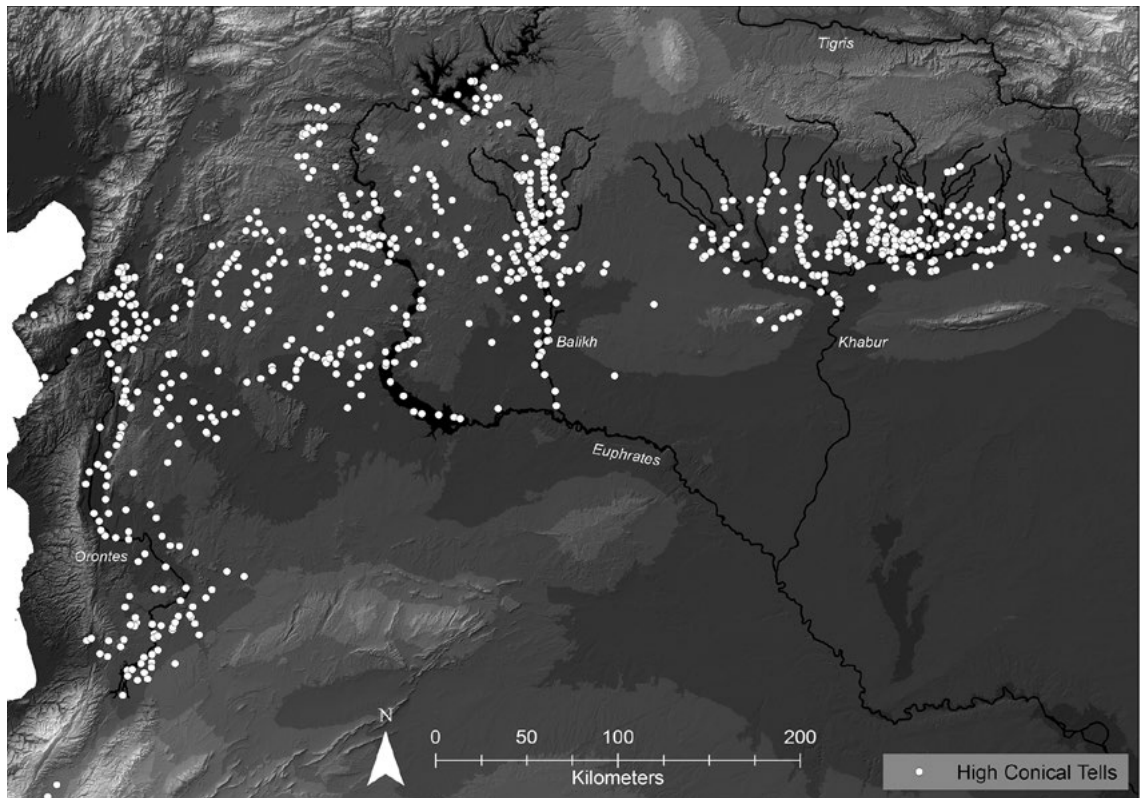 Tigris
Balikh
Khabur
Euphrates
Orontes
N
0 50 100 200
Kilometers
High Conical Tells